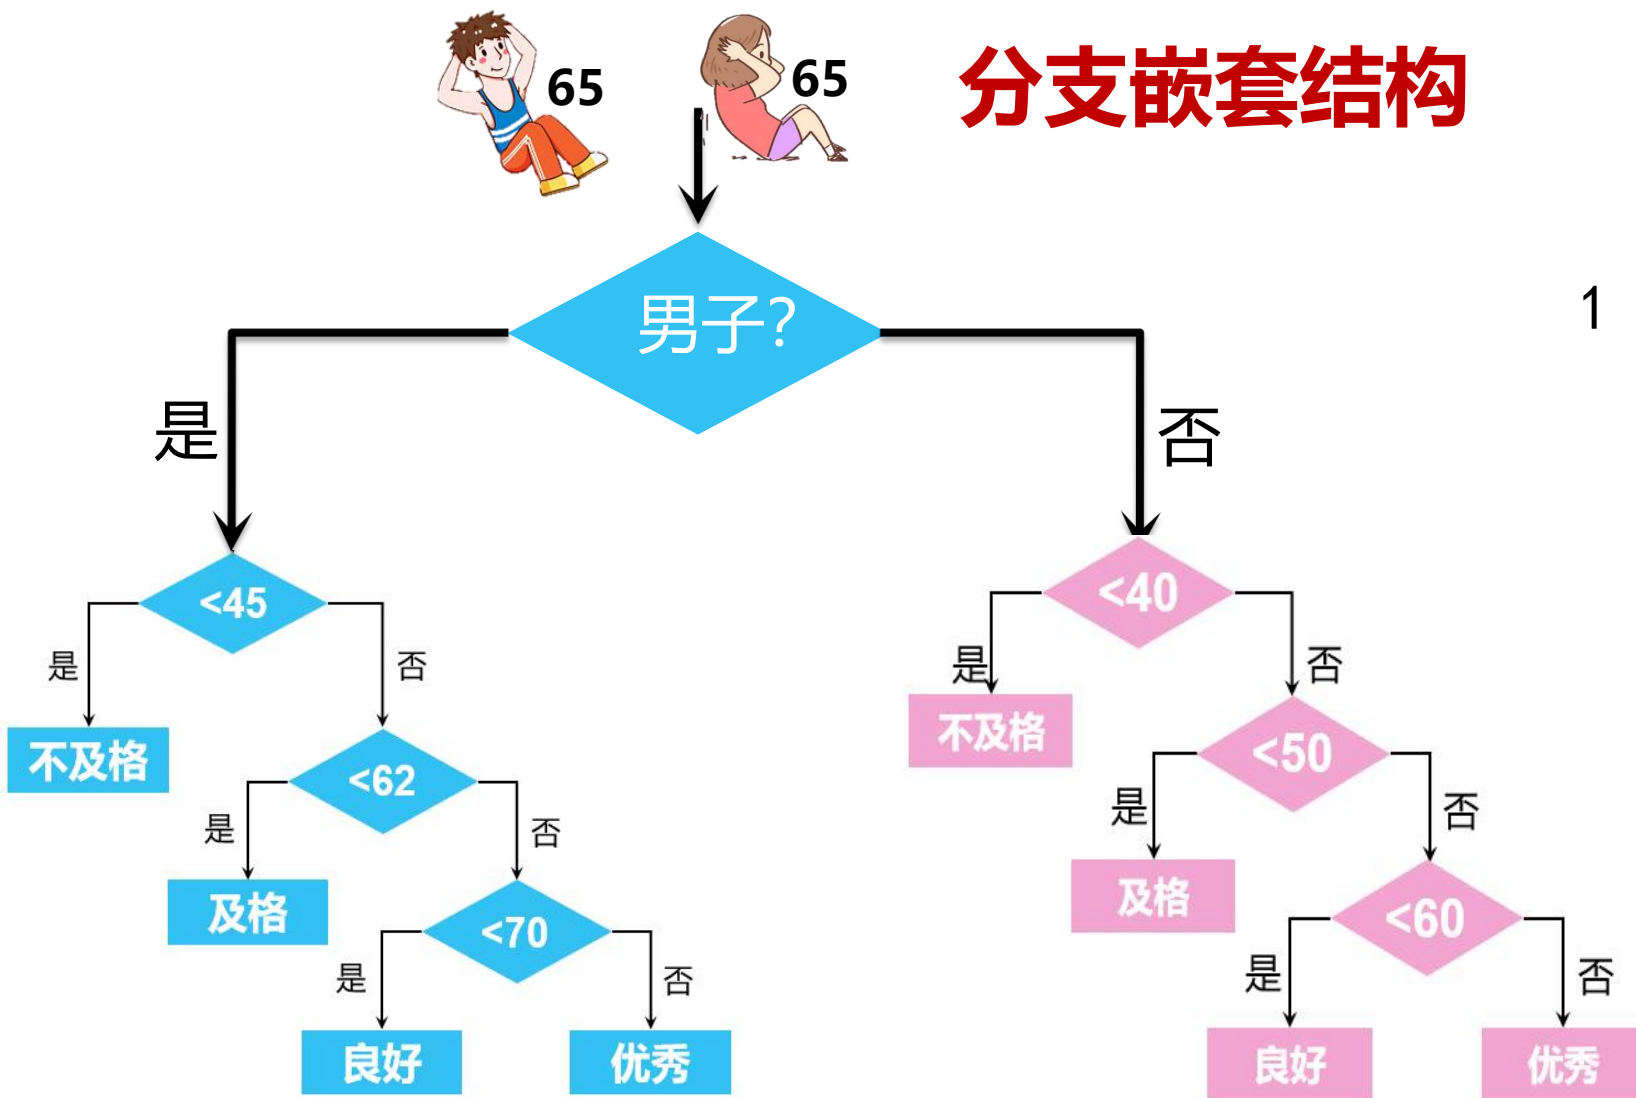 65
65
分支嵌套结构
男子?
1
是
否
<45
<40
是
否
是
否
不及格
不及格
<62
<50
是
否
是
否
及格
及格
<70
<60
是
否
是
否
良好
优秀
良好
优秀